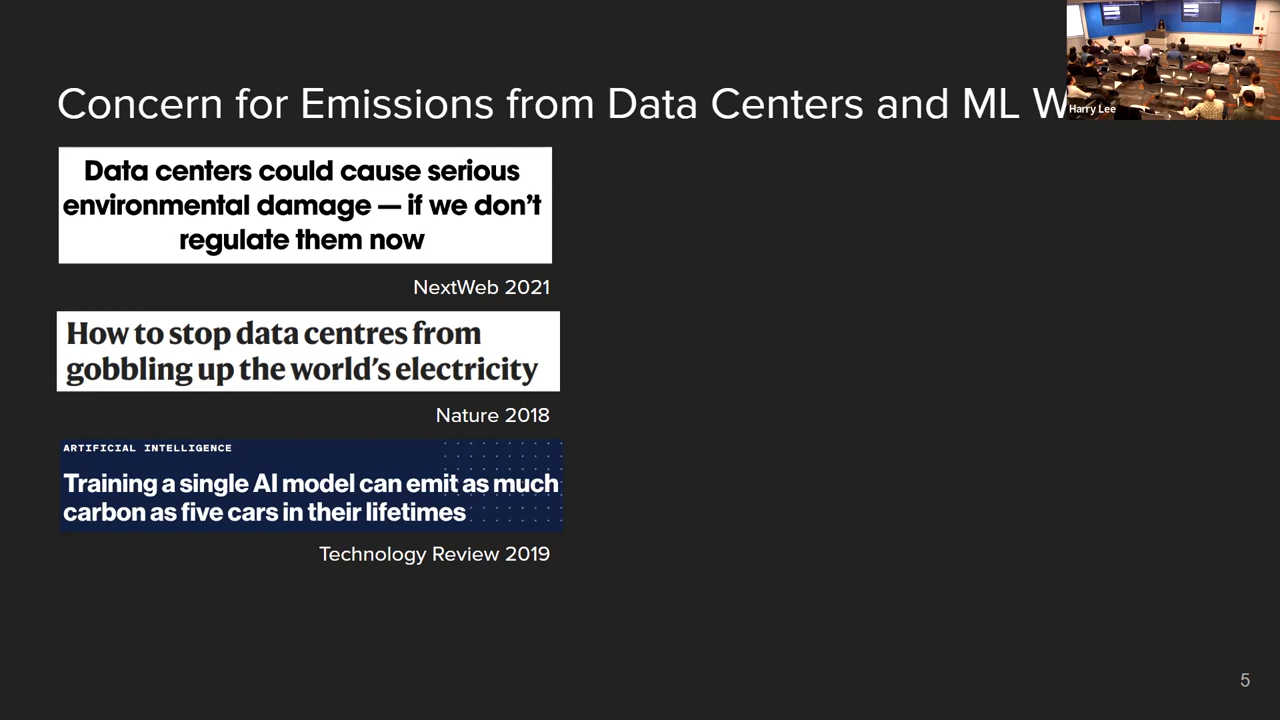 Concern for Emissions from Data Centers and ML
Harry Lee
Data centers could cause serious
environmental damage — if we don't
regulate them now
NextWeb 2021
How to stop data centres from
gobbling up the world's electricity
Nature 2018
ARTIFICIAL INTELLIGENCE
Training a single AI model can emit as much
carbon as five cars in their lifetimes
Technology Review 2019
5